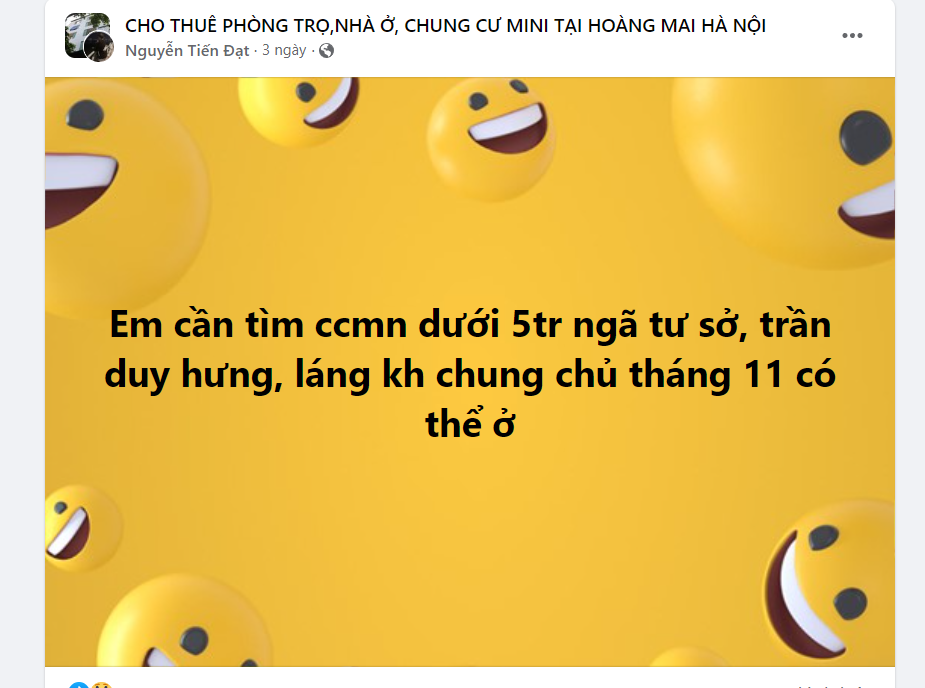 CHO THUÊ PHÒNG TRỌ,NHÀ Ở, CHUNG CƯ MINI TẠI HOÀNG MAI HÀ NỘI
Nguyễn Tiến Đạt · 3 ngày ·
Em cần tìm ccmn dưới 5tr ngã tư sở, trần
duy hưng, láng kh chung chủ tháng 11 có
thể ở